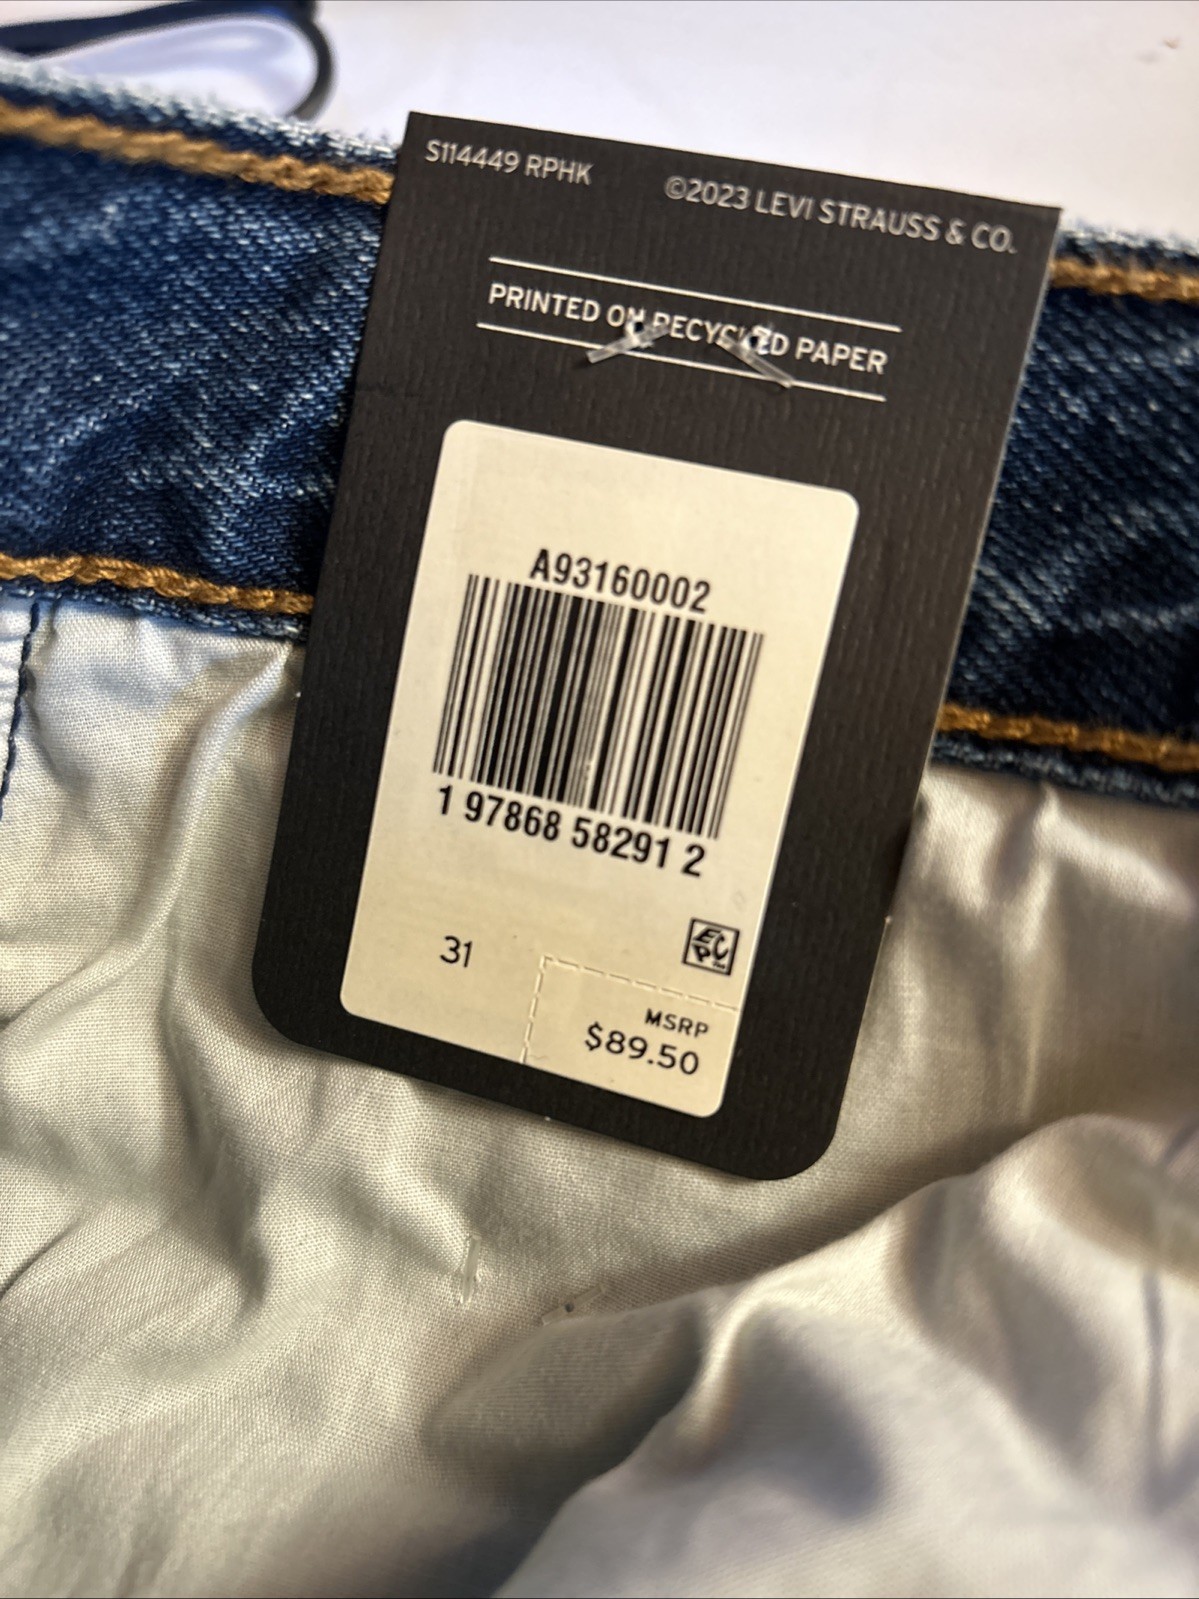 S114449 RPHK
©2023 LEVI STRAUSS & CO.
PRINTED ON RECYCLED PAPER
A93160002
1 97868 58291 2
31
EPC
MSRP
$89.50